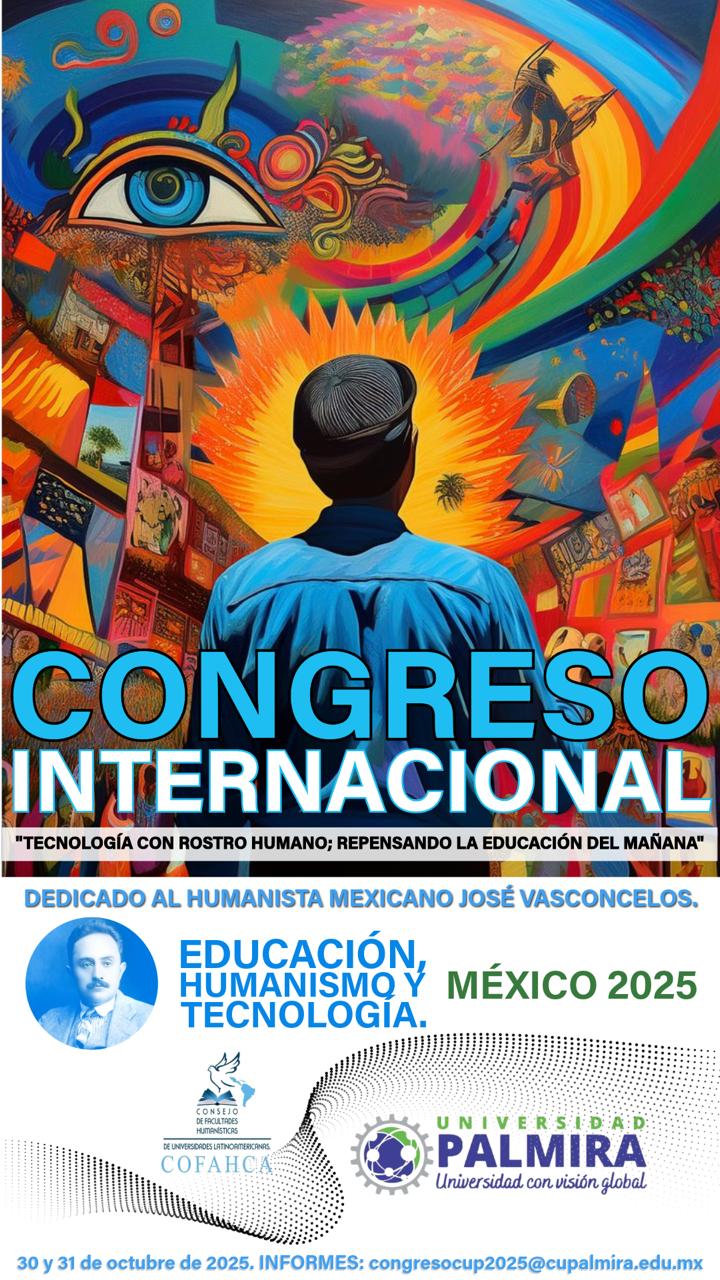 CONGRESO
INTERNACIONAL
"TECNOLOGÍA CON ROSTRO HUMANO; REPENSANDO LA EDUCACIÓN DEL MAÑANA"
DEDICADO AL HUMANISTA MEXICANO JOSÉ VASCONCELOS.
EDUCACIÓN,
HUMANISMO Y
TECNOLOGÍA.
MÉXICO 2025
CONSEJO
DE FACULTADES
HUMANÍSTICAS
DE UNIVERSIDADES LATINOAMERICANAS.
COFAHCA
UNIVERSIDAD
PALMIRA
Universidad con visión global
30 y 31 de octubre de 2025. INFORMES: congresocup2025@cupalmira.edu.mx